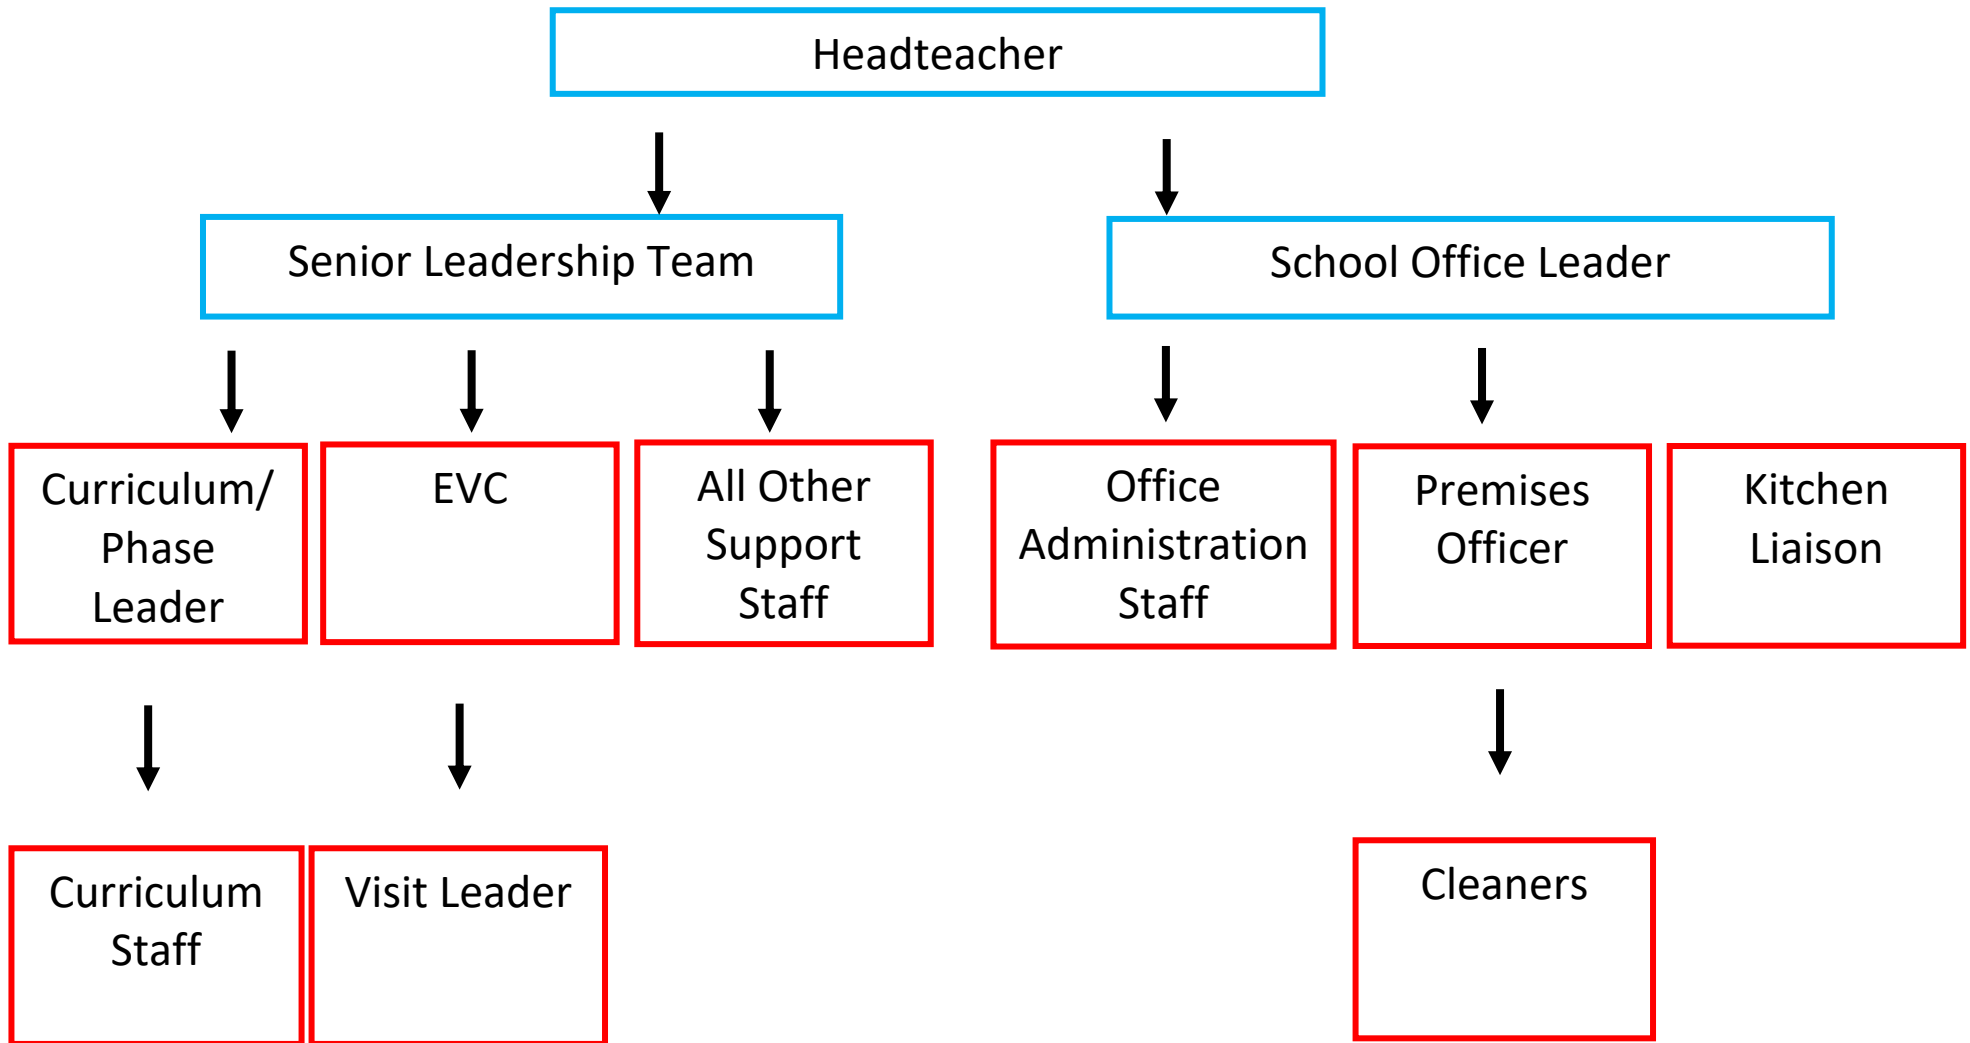 Headteacher
Senior Leadership Team
School Office Leader
Curriculum/
Phase
Leader
EVC
All Other
Support
Staff
Office
Administration
Staff
Premises
Officer
Kitchen
Liaison
Curriculum
Staff
Visit Leader
Cleaners